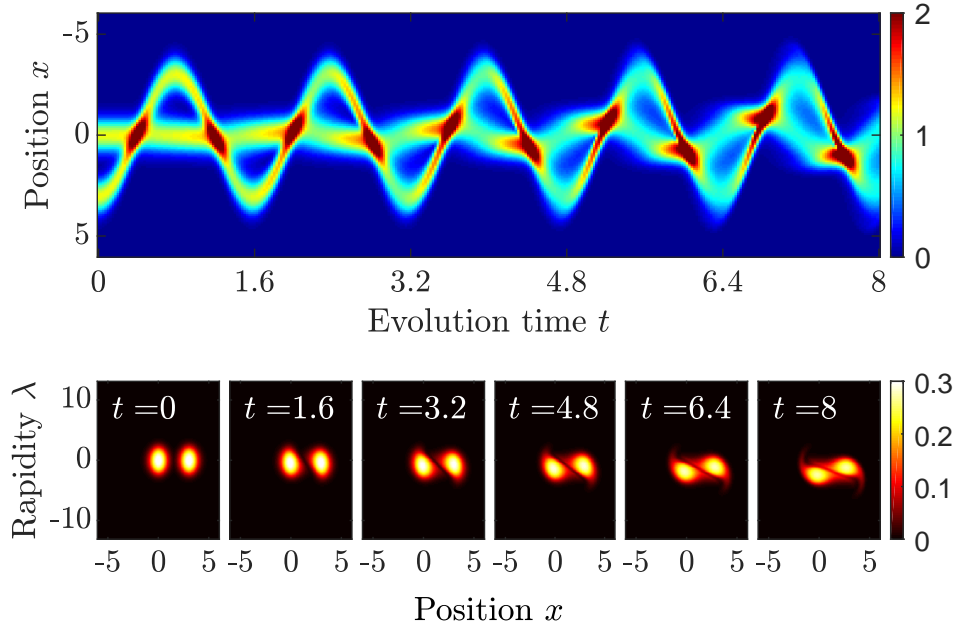 2
-5
Position x
0
1
5
0
0 1.6 3.2 4.8 6.4 8
Evolution time t
Rapidity λ
10
0
-10
t =0 t =1.6 t =3.2 t =4.8 t =6.4 t =8
0.3
0.2
0.1
0
-5 0 5 -5 0 5 -5 0 5 -5 0 5 -5 0 5 -5 0 5
Position x